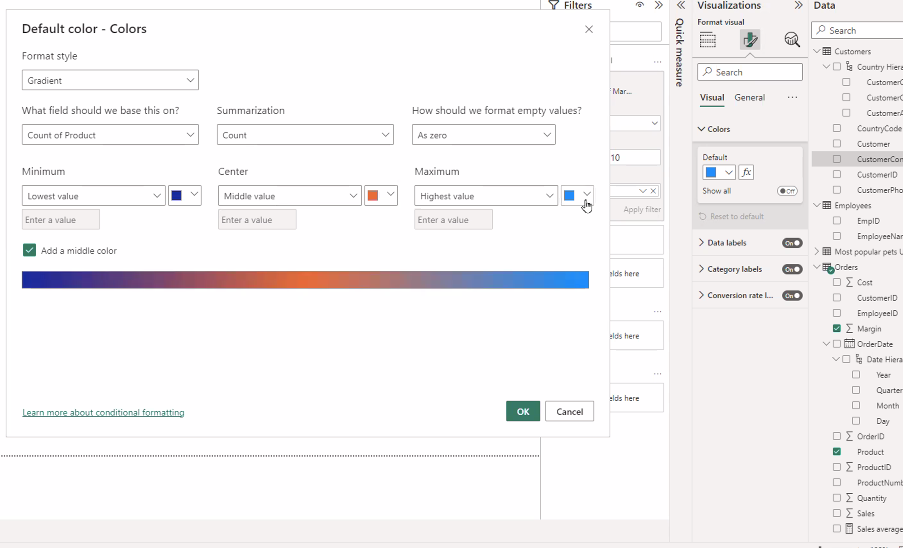 Default color - Colors
Format style
Gradient
What field should we base this on?
Summarization
How should we format empty values?
Count of Product
Count
As zero
Minimum
Center
Maximum
Lowest value
Middle value
Highest value
Enter a value
Enter a value
Enter a value
Add a middle color
Learn more about conditional formatting
OK
Cancel
Filters
f Mar...
10
Apply filter
elds here
elds here
elds here
Quick measure
Visualizations
Format visual
Search
Visual
General
Colors
Default
fx
Show all
Off
Reset to default
Data labels
On
Category labels
On
Conversion rate l...
On
Data
Search
Customers
Country Hiera
CustomerC
CustomerC
CustomerA
CountryCode
Customer
CustomerCon
CustomerID
CustomerPho
Employees
EmpID
EmployeeNar
Most popular pets U
Orders
Cost
CustomerID
EmployeeID
Margin
OrderDate
Date Hiera
Year
Quarter
Month
Day
OrderID
Product
ProductID
ProductNumb
Quantity
Sales
Sales average